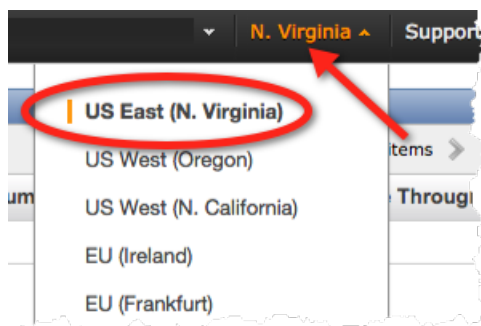 N. Virginia Support
US East (N. Virginia)
US West (Oregon)
items
US West (N. California)
Throug
EU (Ireland)
EU (Frankfurt)